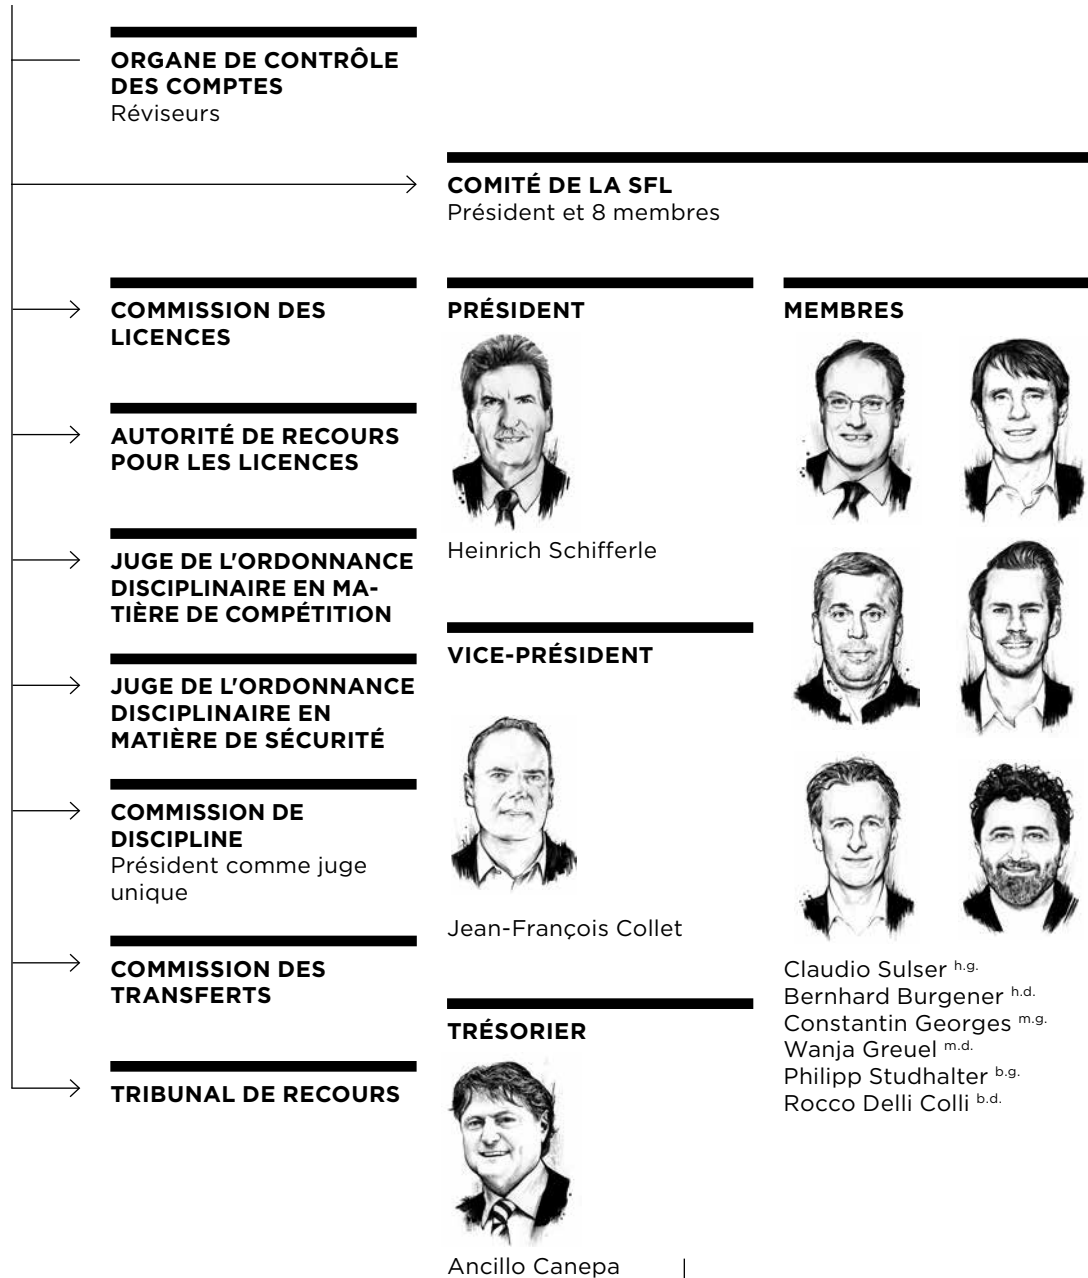 ORGANE DE CONTRÔLE
DES COMPTES
Réviseurs
COMITÉ DE LA SFL
Président et 8 membres
COMMISSION DES
LICENCES
AUTORITÉ DE RECOURS
POUR LES LICENCES
JUGE DE L'ORDONNANCE
DISCIPLINAIRE EN MA-
TIÈRE DE COMPÉTITION
JUGE DE L'ORDONNANCE
DISCIPLINAIRE EN
MATIÈRE DE SÉCURITÉ
COMMISSION DE
DISCIPLINE
Président comme juge
unique
COMMISSION DES
TRANSFERTS
TRIBUNAL DE RECOURS
PRÉSIDENT
Heinrich Schifferle
VICE-PRÉSIDENT
Jean-François Collet
TRÉSORIER
Ancillo Canepa
MEMBRES
Claudio Sulser h.g.
Bernhard Burgener h.d.
Constantin Georges m.g.
Wanja Greuel m.d.
Philipp Studhalter b.g.
Rocco Delli Colli b.d.